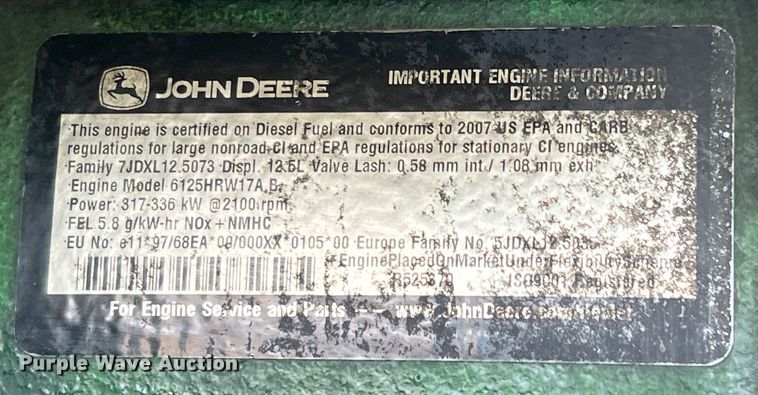 JOHN DEERE
IMPORTANT ENGINE INFORMATION
DEERE & COMPANY
This engine is certified on Diesel Fuel and conforms to 2007 US EPA and CARB
regulations for large nonroad CI and EPA regulations for stationary CI engines.
Family 7JDXL12.5073 Displ. 12.5L Valve Lash: 0.58 mm int / 1.08 mm exh
Engine Model 6125HRW17A,B,
Power: 317-336 kW @2100 rpm
FEL 5.8 g/kW-hr NOx + NMHC
EU No: e11*97/68EA*00/000XX*0105*00 Europe Family No.
#EnginePlacedOnMarketUnderFlexibilityScheme
ISO9001 Registered
For Engine Service and Parts -- www.JohnDeere.com/dealer
Purple Wave Auction